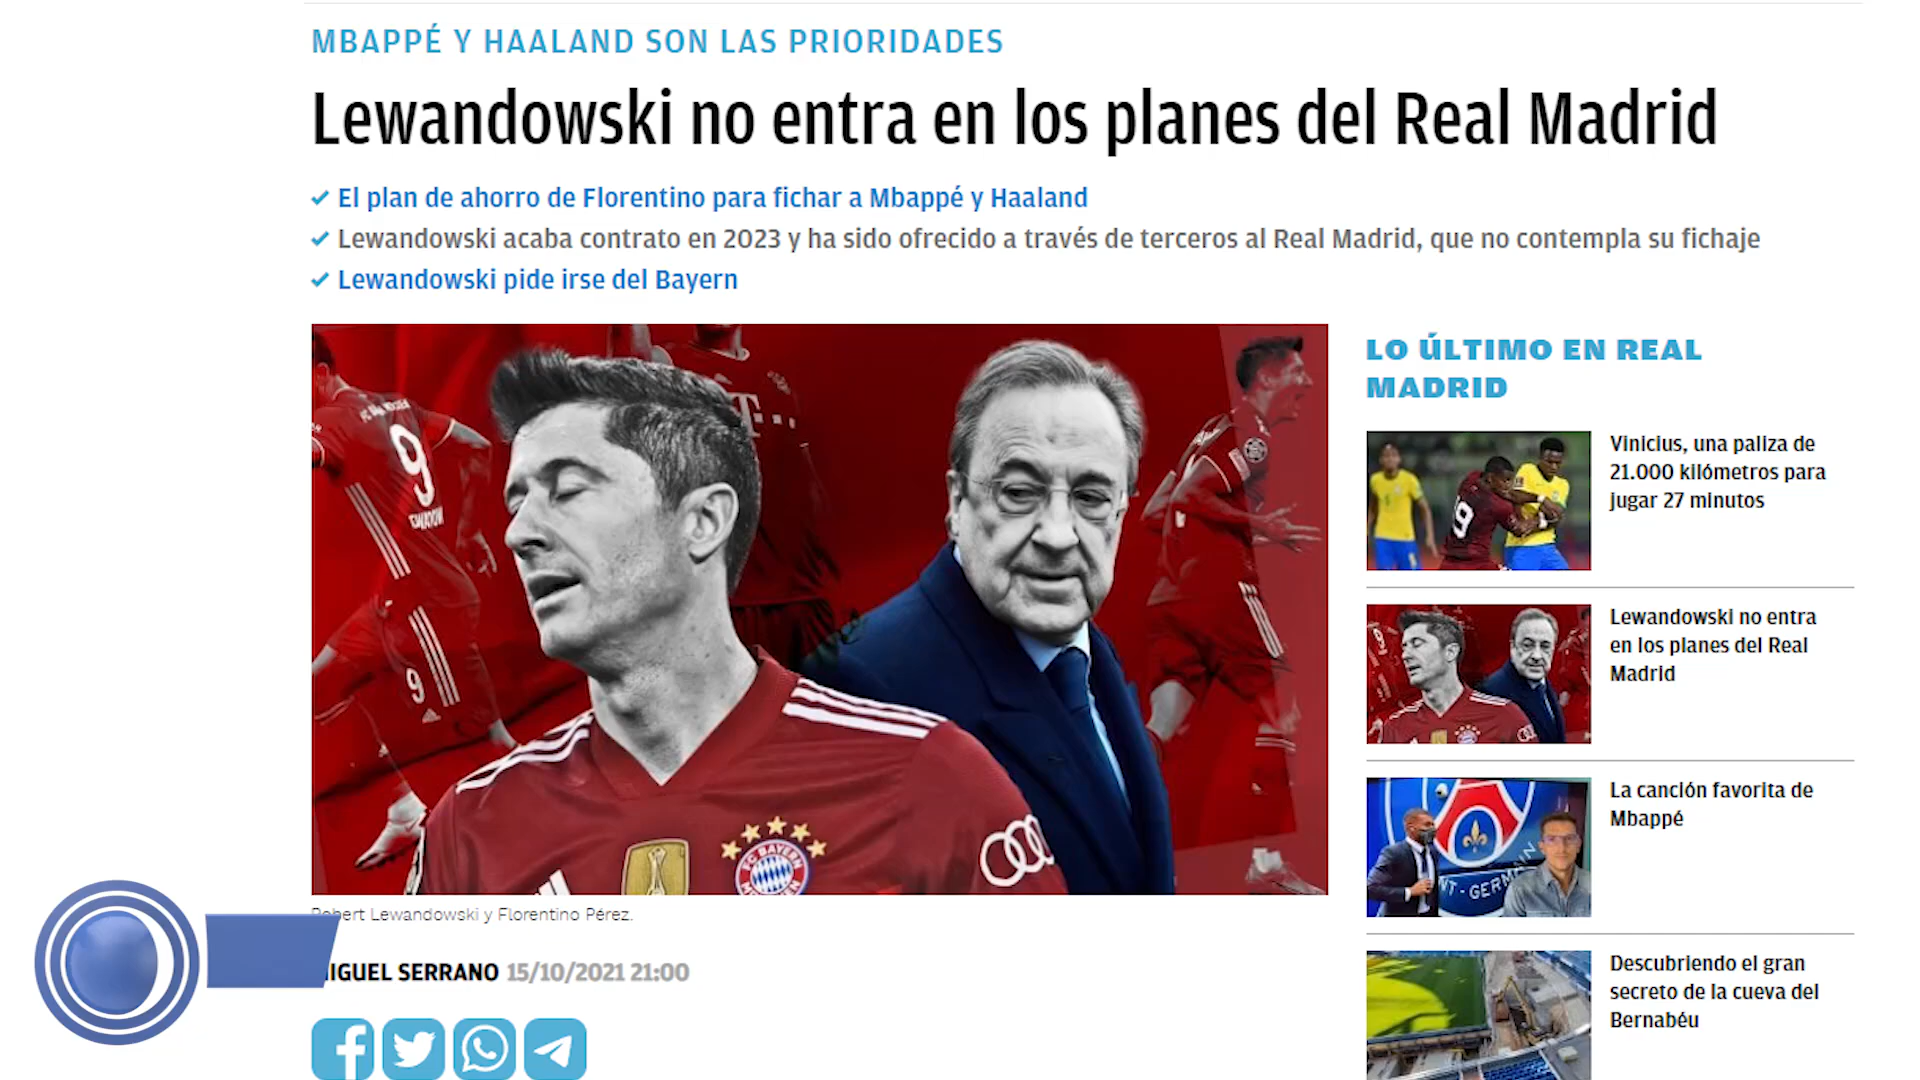 MBAPPÉ Y HAALAND SON LAS PRIORIDADES
Lewandowski no entra en los planes del Real Madrid
El plan de ahorro de Florentino para fichar a Mbappé y Haaland
Lewandowski acaba contrato en 2023 y ha sido ofrecido a través de terceros al Real Madrid, que no contempla su fichaje
Lewandowski pide irse del Bayern
9
9
T
FC BAYERN
Lewandowski y Florentino Pérez.
SERRANO 15/10/2021 21:00
LO ÚLTIMO EN REAL
MADRID
19
Vinicius, una paliza de
21.000 kilómetros para
jugar 27 minutos
Lewandowski no entra
en los planes del Real
Madrid
La canción favorita de
Mbappé
Descubriendo el gran
secreto de la cueva del
Bernabéu